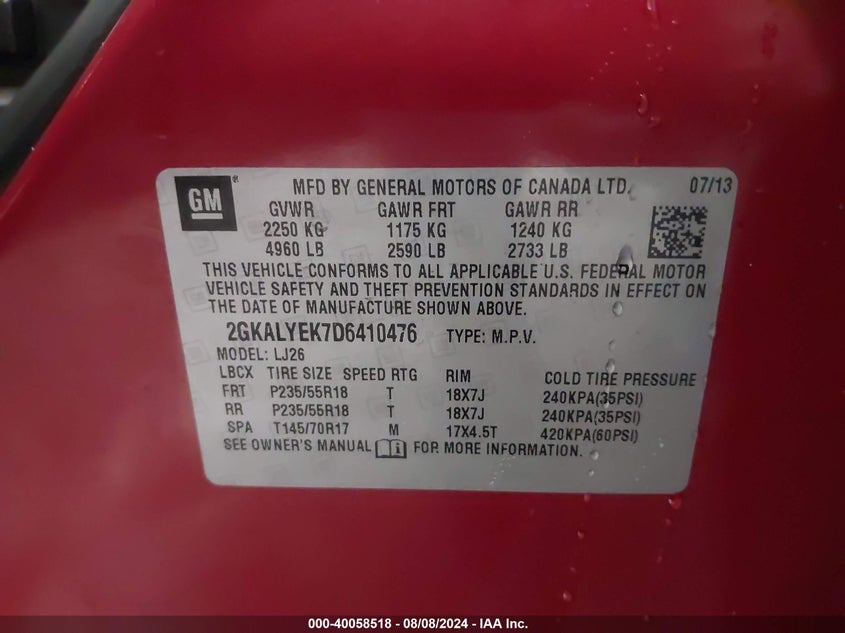 GM
MFD BY GENERAL MOTORS OF CANADA LTD. 07/13
GVWR GAWR FRT GAWR RR
2250 KG 1175 KG 1240 KG
4960 LB 2590 LB 2733 LB
THIS VEHICLE CONFORMS TO ALL APPLICABLE U.S. FEDERAL MOTOR
VEHICLE SAFETY AND THEFT PREVENTION STANDARDS IN EFFECT ON
THE DATE OF MANUFACTURE SHOWN ABOVE.
2GKALYEK7D6410476 TYPE: M.P.V.
MODEL: LJ26
LBCX TIRE SIZE SPEED RTG RIM COLD TIRE PRESSURE
FRT P235/55R18 T 18X7J 240KPA(35PSI)
RR P235/55R18 T 18X7J 240KPA(35PSI)
SPA T145/70R17 M 17X4.5T 420KPA(60PSI)
SEE OWNER'S MANUAL FOR MORE INFORMATION.
000-40058518 - 08/08/2024 - IAA Inc.